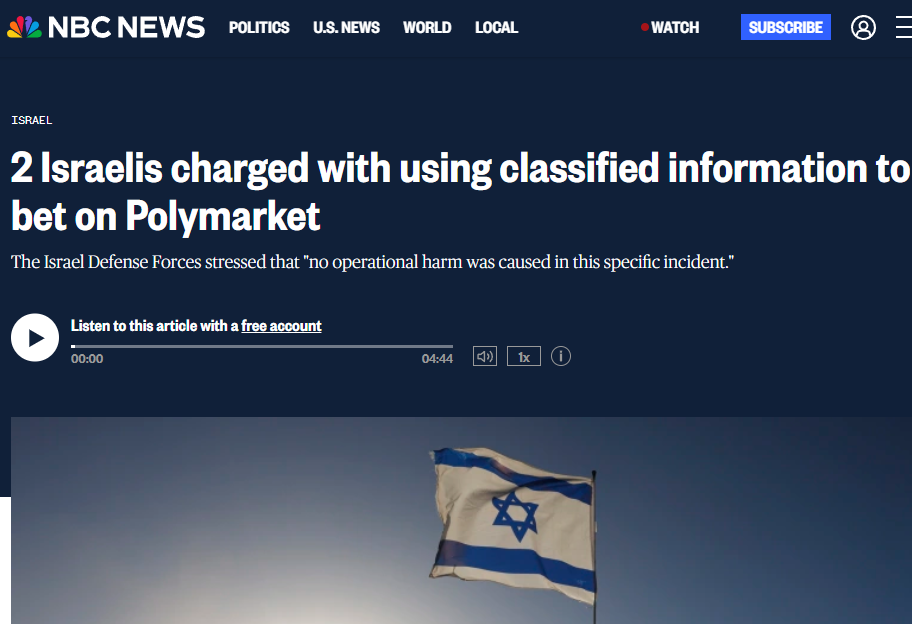 NBC NEWS POLITICS U.S. NEWS WORLD LOCAL WATCH SUBSCRIBE
ISRAEL
2 Israelis charged with using classified information to
bet on Polymarket
The Israel Defense Forces stressed that "no operational harm was caused in this specific incident."
Listen to this article with a free account
00:00 04:44 1x